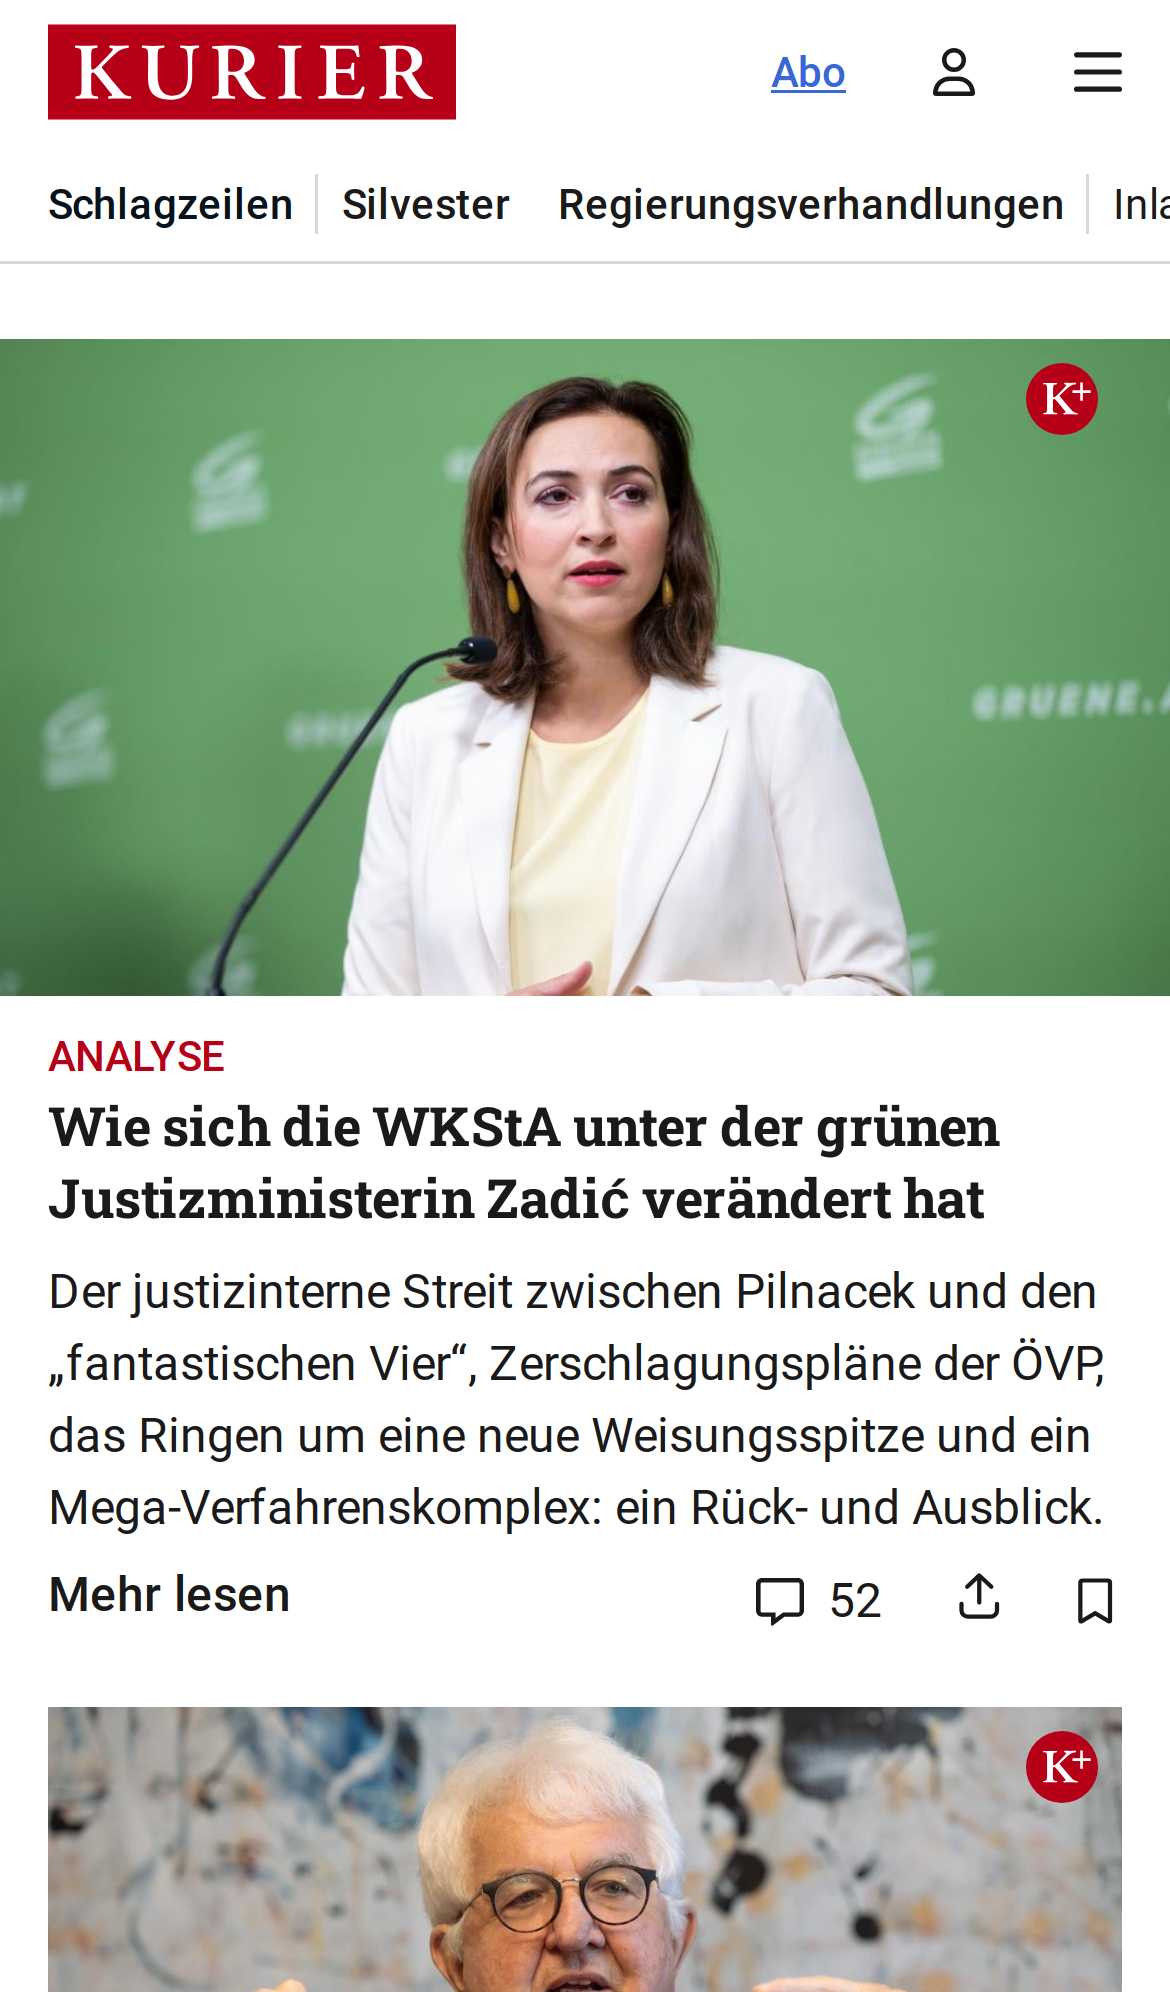 KURIER
Abo
Schlagzeilen
Silvester
Regierungsverhandlungen
K+
GRUENE.
ANALYSE
Wie sich die WKStA unter der grünen
Justizministerin Zadić verändert hat
Der justizinterne Streit zwischen Pilnacek und den
„fantastischen Vier“, Zerschlagungspläne der ÖVP,
das Ringen um eine neue Weisungsspitze und ein
Mega-Verfahrenskomplex: ein Rück- und Ausblick.
Mehr lesen
52
K+